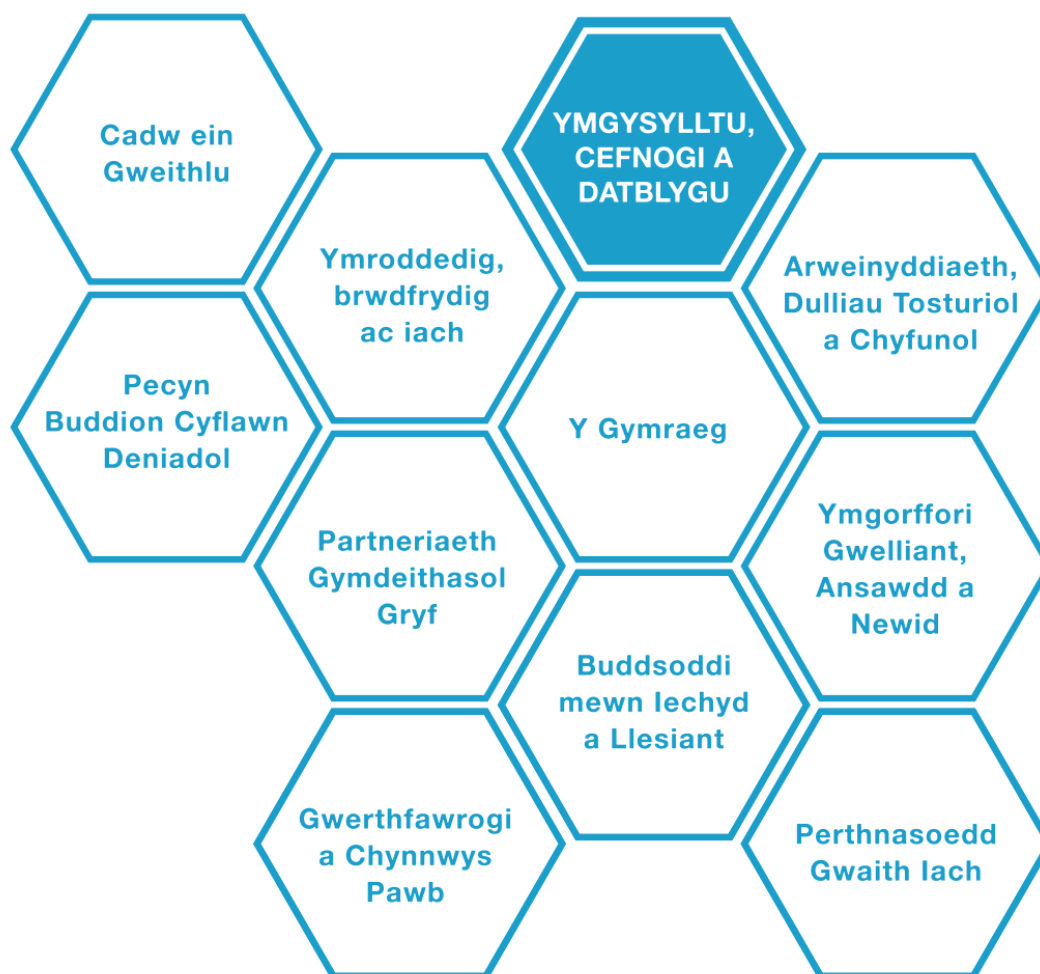 Cadw ein
Gweithlu
YMGYSYLLTU,
CEFNOGI A
DATBLYGU
Ymroddedig,
brwdfrydig
ac iach
Arweinyddiaeth,
Dulliau Tosturiol
a Chyfunol
Pecyn
Buddion Cyflawn
Deniadol
Y Gymraeg
Partneriaeth
Gymdeithasol
Gryf
Ymgorffori
Gwelliant,
Ansawdd a
Newid
Buddsoddi
mewn Iechyd
a Llesiant
Gwerthfawrogi
a Chynnwys
Pawb
Perthnasoedd
Gwaith Iach